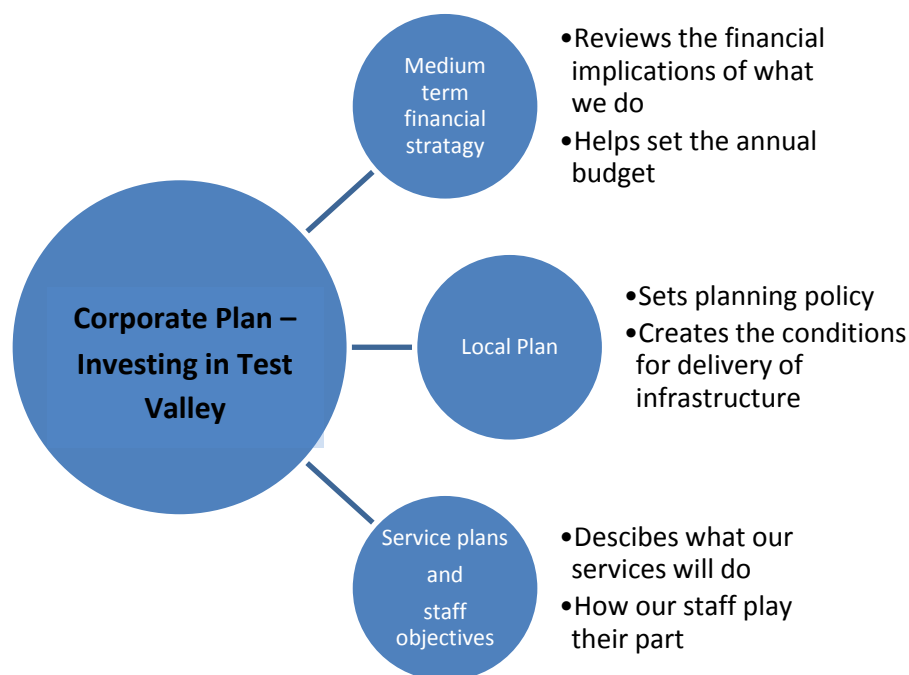 Medium
term
financial
stratagy
•Reviews the financial
implications of what
we do
•Helps set the annual
budget
Corporate Plan –
Investing in Test
Valley
Local Plan
•Sets planning policy
•Creates the conditions
for delivery of
infrastructure
Service plans
and
staff
objectives
•Descibes what our
services will do
•How our staff play
their part